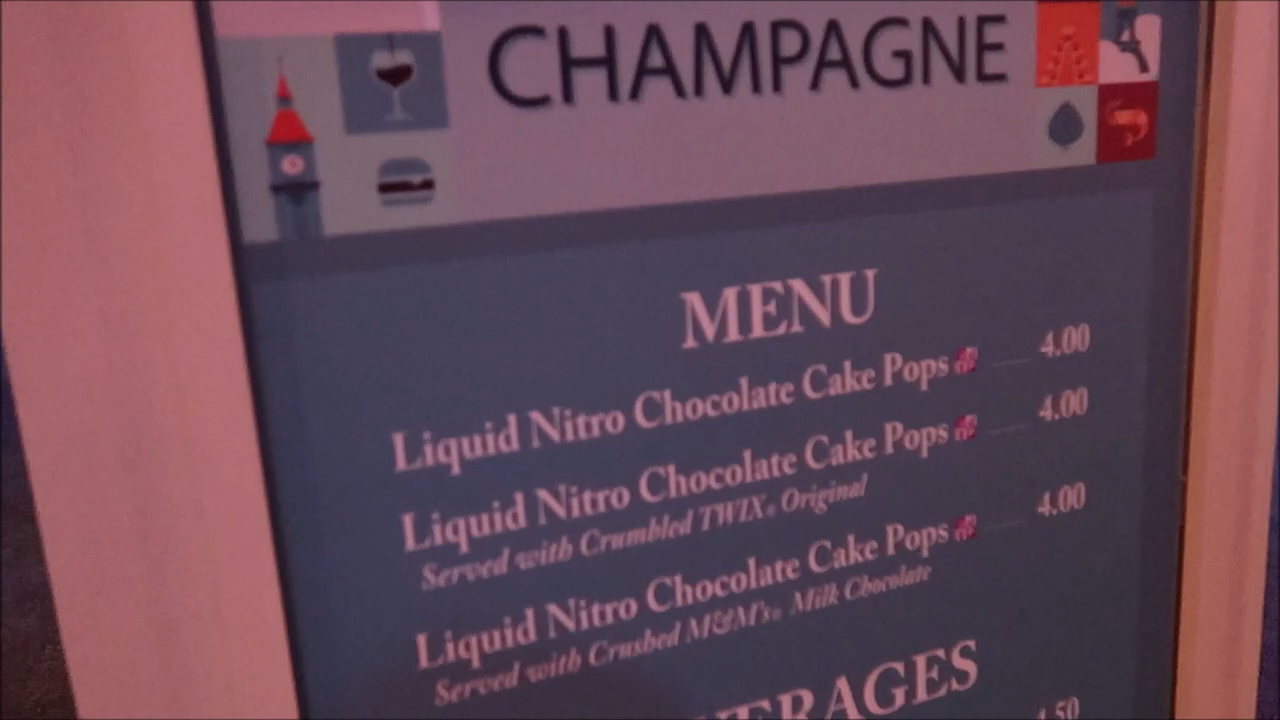 CHAMPAGNE
MENU
Liquid Nitro Chocolate Cake Pops 4.00
Liquid Nitro Chocolate Cake Pops 4.00
Served with Crumbled TWIX® Original
Liquid Nitro Chocolate Cake Pops 4.00
Served with Crushed M&M's® Milk Chocolate